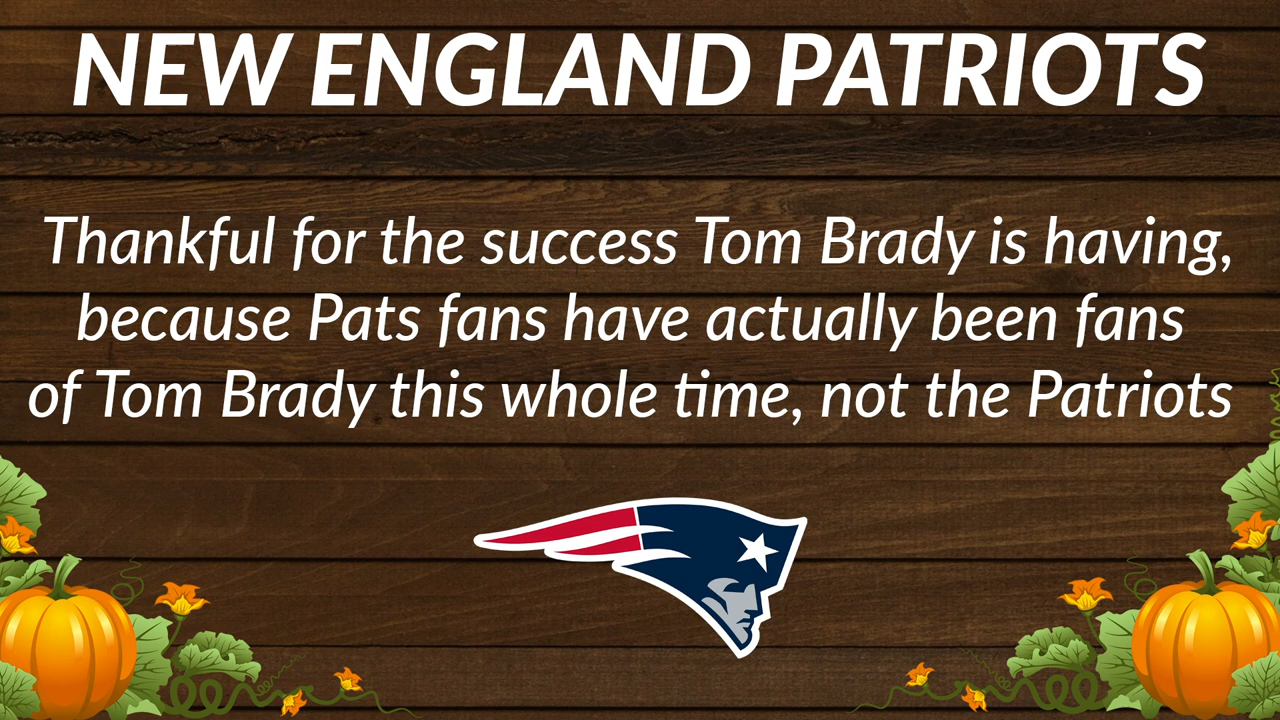 NEW ENGLAND PATRIOTS
Thankful for the success Tom Brady is having,
because Pats fans have actually been fans
of Tom Brady this whole time, not the Patriots